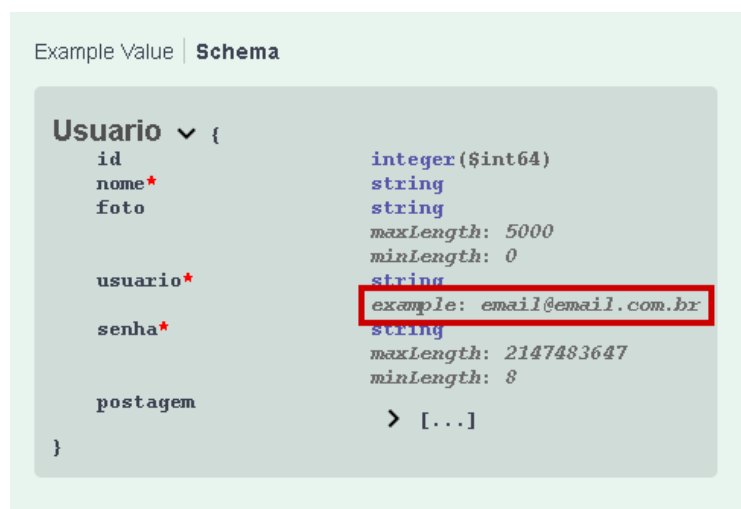 Example Value | Schema
Usuario {
id integer($int64)
nome* string
foto string
maxLength: 5000
minLength: 0
usuario* string
example: email@email.com.br
senha* string
maxLength: 2147483647
minLength: 8
postagem [...]
}